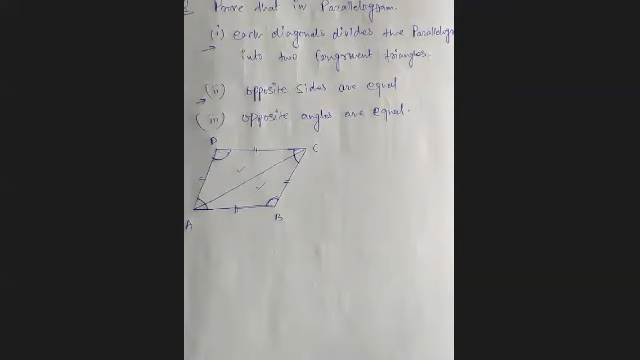 Q Prove that in Parallelogram.
(i) each diagonals divides the Parallelogr
into two Congruent triangles.
(ii) opposite sides are equal
(iii) opposite angles are equal.
D
C
A
B